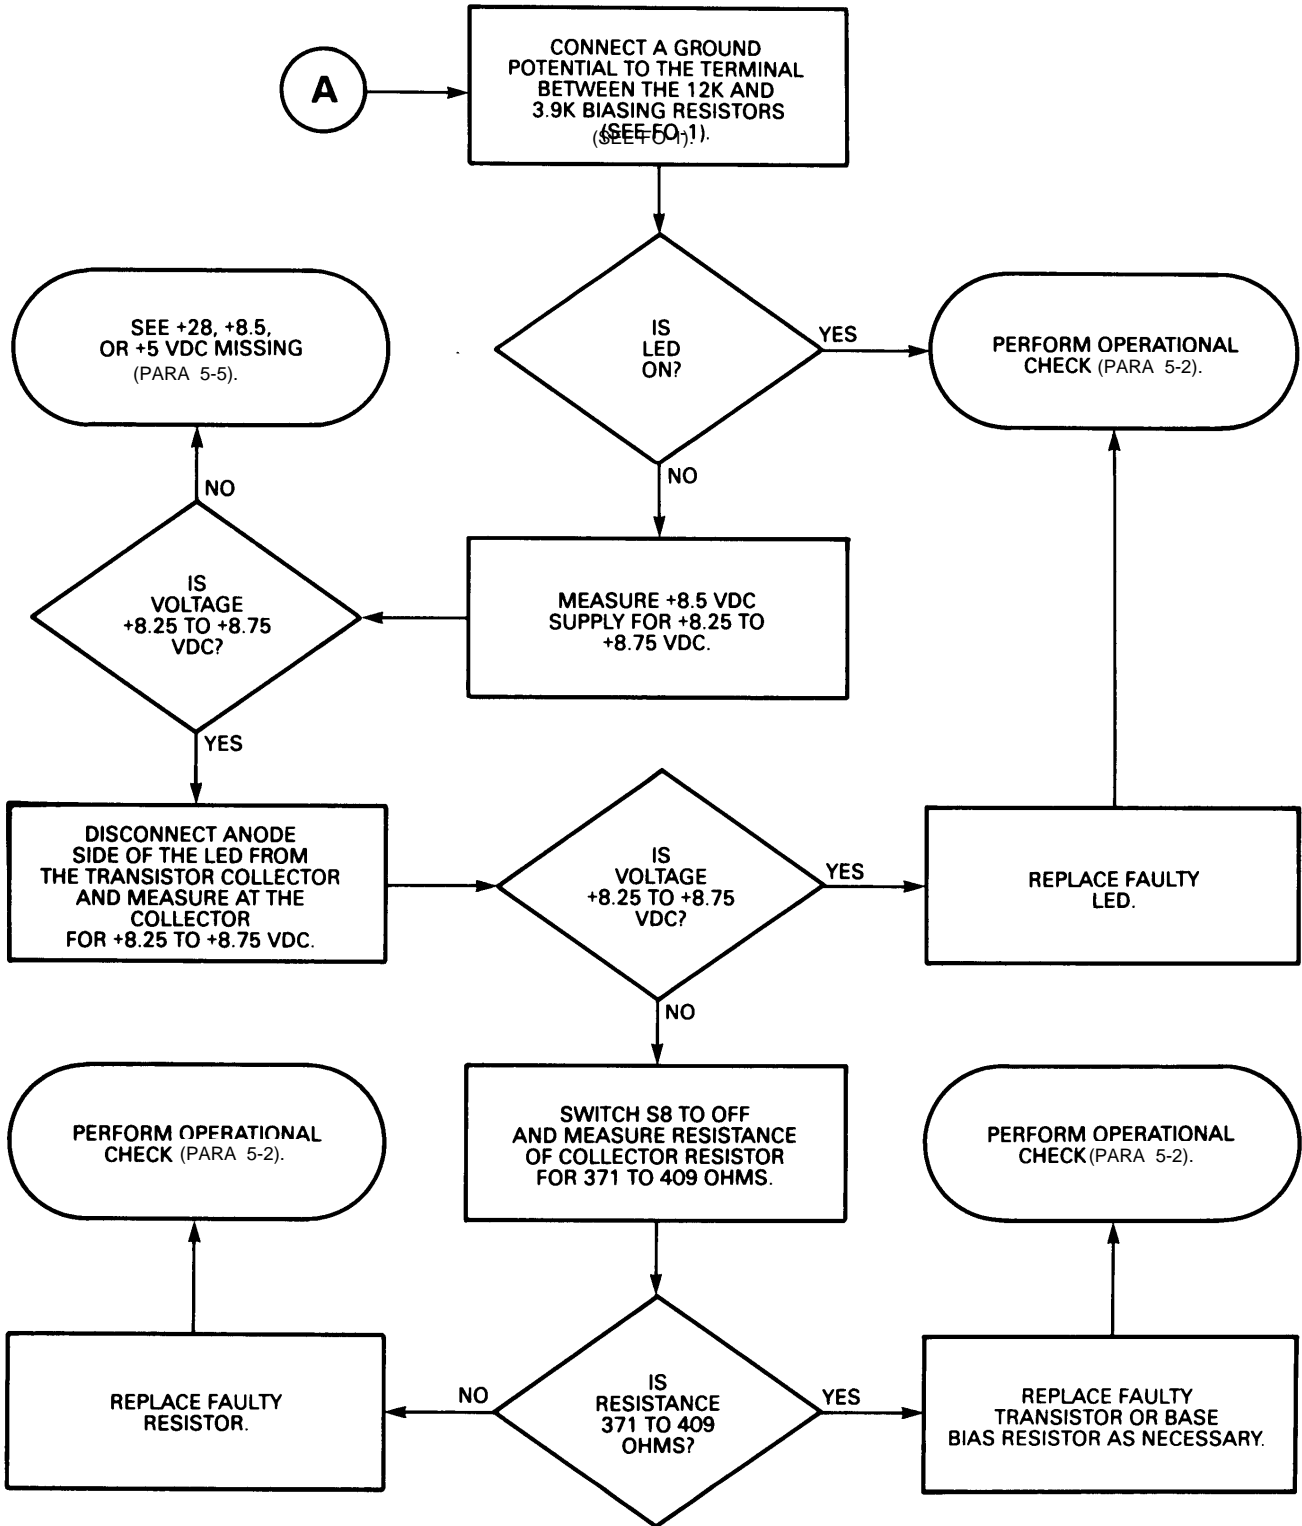 A
CONNECT A GROUND
POTENTIAL TO THE TERMINAL
BETWEEN THE 12K AND
3.9K BIASING RESISTORS
(SEE FO-1).
(SEE FO-1).
IS
LED
ON?
YES
PERFORM OPERATIONAL
CHECK (PARA 5-2).
SEE +28, +8.5,
OR +5 VDC MISSING
(PARA 5-5).
NO
NO
MEASURE +8.5 VDC
SUPPLY FOR +8.25 TO
+8.75 VDC.
IS
VOLTAGE
+8.25 TO +8.75
VDC?
YES
DISCONNECT ANODE
SIDE OF THE LED FROM
THE TRANSISTOR COLLECTOR
AND MEASURE AT THE
COLLECTOR
FOR +8.25 TO +8.75 VDC.
IS
VOLTAGE
+8.25 TO +8.75
VDC?
YES
REPLACE FAULTY
LED.
NO
SWITCH S8 TO OFF
AND MEASURE RESISTANCE
OF COLLECTOR RESISTOR
FOR 371 TO 409 OHMS.
PERFORM OPERATIONAL
CHECK (PARA 5-2).
PERFORM OPERATIONAL
CHECK (PARA 5-2).
IS
RESISTANCE
371 TO 409
OHMS?
NO
REPLACE FAULTY
RESISTOR.
YES
REPLACE FAULTY
TRANSISTOR OR BASE
BIAS RESISTOR AS NECESSARY.